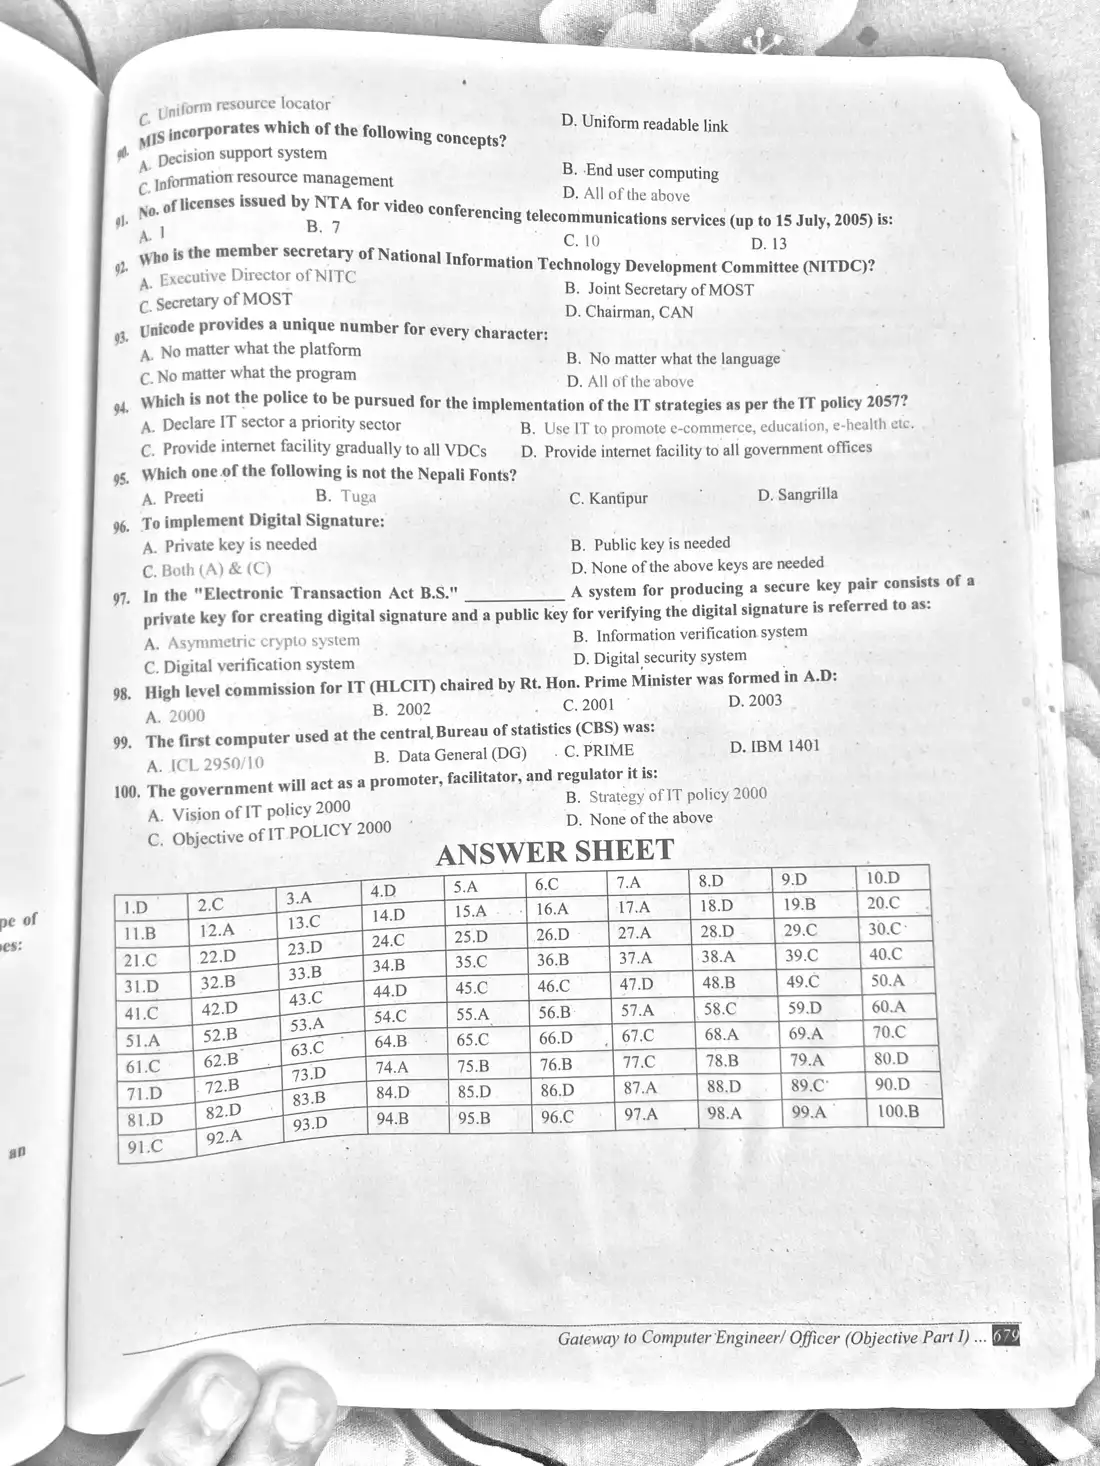 C. Uniform resource locator
D. Uniform readable link
90. MIS incorporates which of the following concepts?
A. Decision support system
B. End user computing
C. Information resource management
D. All of the above
91. No. of licenses issued by NTA for video conferencing telecommunications services (up to 15 July, 2005) is:
A. 1 B. 7 C. 10 D. 13
92. Who is the member secretary of National Information Technology Development Committee (NITDC)?
A. Executive Director of NITC
B. Joint Secretary of MOST
C. Secretary of MOST
D. Chairman, CAN
93. Unicode provides a unique number for every character:
A. No matter what the platform
B. No matter what the language
C. No matter what the program
D. All of the above
94. Which is not the police to be pursued for the implementation of the IT strategies as per the IT policy 2057?
A. Declare IT sector a priority sector
B. Use IT to promote e-commerce, education, e-health etc.
C. Provide internet facility gradually to all VDCs
D. Provide internet facility to all government offices
95. Which one of the following is not the Nepali Fonts?
A. Preeti B. Tuga C. Kantipur D. Sangrilla
96. To implement Digital Signature:
A. Private key is needed
B. Public key is needed
C. Both (A) & (C)
D. None of the above keys are needed
97. In the "Electronic Transaction Act B.S." __________ A system for producing a secure key pair consists of a
private key for creating digital signature and a public key for verifying the digital signature is referred to as:
A. Asymmetric crypto system
B. Information verification system
C. Digital verification system
D. Digital security system
98. High level commission for IT (HLCIT) chaired by Rt. Hon. Prime Minister was formed in A.D:
A. 2000 B. 2002 C. 2001 D. 2003
99. The first computer used at the central Bureau of statistics (CBS) was:
A. ICL 2950/10 B. Data General (DG) C. PRIME D. IBM 1401
100. The government will act as a promoter, facilitator, and regulator it is:
A. Vision of IT policy 2000
B. Strategy of IT policy 2000
C. Objective of IT POLICY 2000
D. None of the above
ANSWER SHEET
1.D 2.C 3.A 4.D 5.A 6.C 7.A 8.D 9.D 10.D
11.B 12.A 13.C 14.D 15.A 16.A 17.A 18.D 19.B 20.C
21.C 22.D 23.D 24.C 25.D 26.D 27.A 28.D 29.C 30.C
31.D 32.B 33.B 34.B 35.C 36.B 37.A 38.A 39.C 40.C
41.C 42.D 43.C 44.D 45.C 46.C 47.D 48.B 49.C 50.A
51.A 52.B 53.A 54.C 55.A 56.B 57.A 58.C 59.D 60.A
61.C 62.B 63.C 64.B 65.C 66.D 67.C 68.A 69.A 70.C
71.D 72.B 73.D 74.A 75.B 76.B 77.C 78.B 79.A 80.D
81.D 82.D 83.B 84.D 85.D 86.D 87.A 88.D 89.C 90.D
91.C 92.A 93.D 94.B 95.B 96.C 97.A 98.A 99.A 100.B
Gateway to Computer Engineer/ Officer (Objective Part I) ... 679
pe of
es:
an